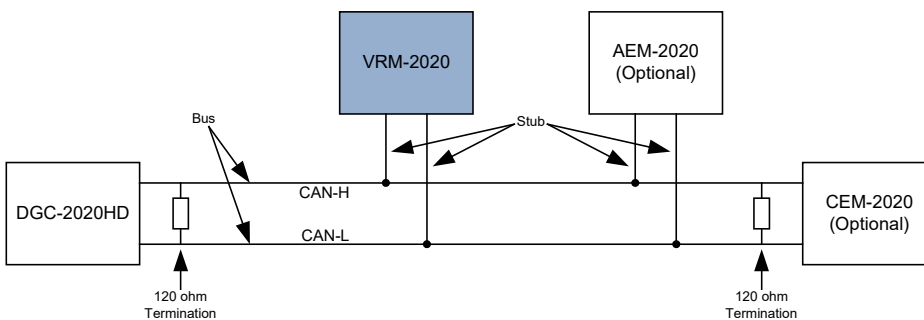 VRM-2020
AEM-2020
(Optional)
Bus
Stub
DGC-2020HD
CAN-H
CAN-L
CEM-2020
(Optional)
120 ohm
Termination
120 ohm
Termination